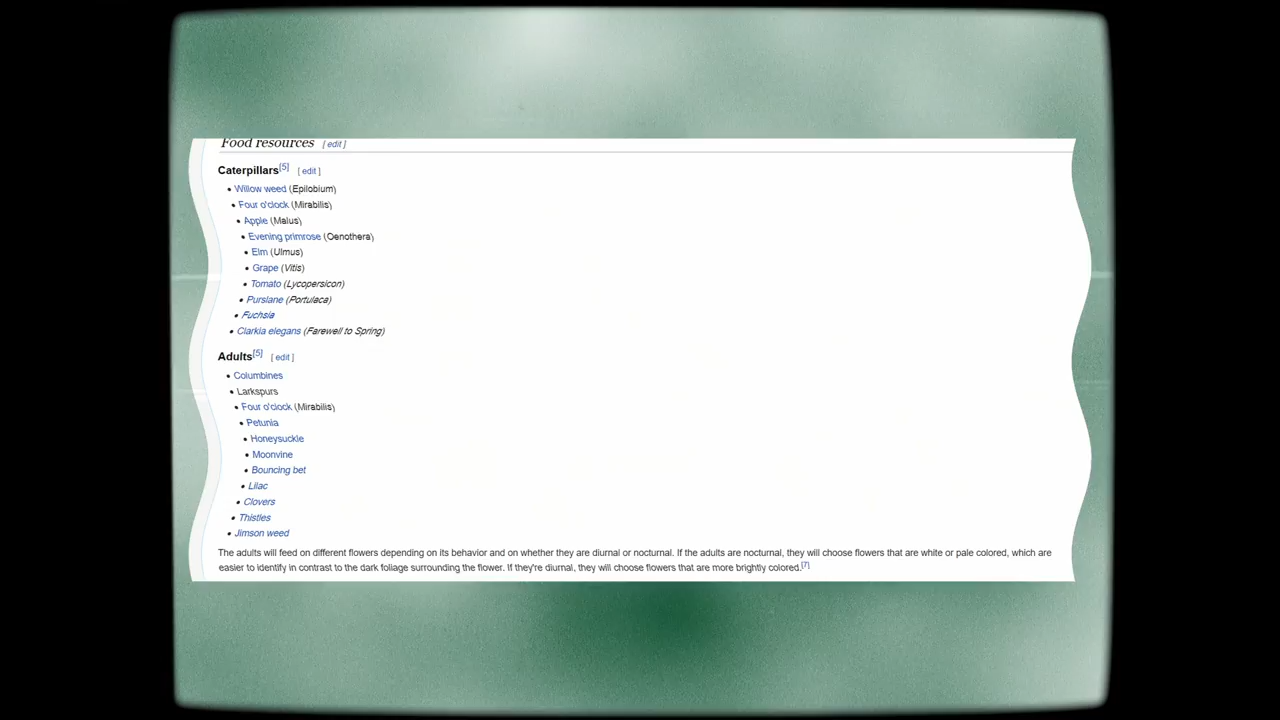 Food resources [ edit ]
Caterpillars[5] [ edit ]
• Willow weed (Epilobium)
• Four o'clock (Mirabilis)
• Apple (Malus)
• Evening primrose (Oenothera)
• Elm (Ulmus)
• Grape (Vitis)
• Tomato (Lycopersicon)
• Purslane (Portulaca)
• Fuchsia
• Clarkia elegans (Farewell to Spring)
Adults[5] [ edit ]
• Columbines
• Larkspurs
• Four o'clock (Mirabilis)
• Petunia
• Honeysuckle
• Moonvine
• Bouncing bet
• Lilac
• Clovers
• Thistles
• Jimson weed
The adults will feed on different flowers depending on its behavior and on whether they are diurnal or nocturnal. If the adults are nocturnal, they will choose flowers that are white or pale colored, which are
easier to identify in contrast to the dark foliage surrounding the flower. If they're diurnal, they will choose flowers that are more brightly colored.[7]